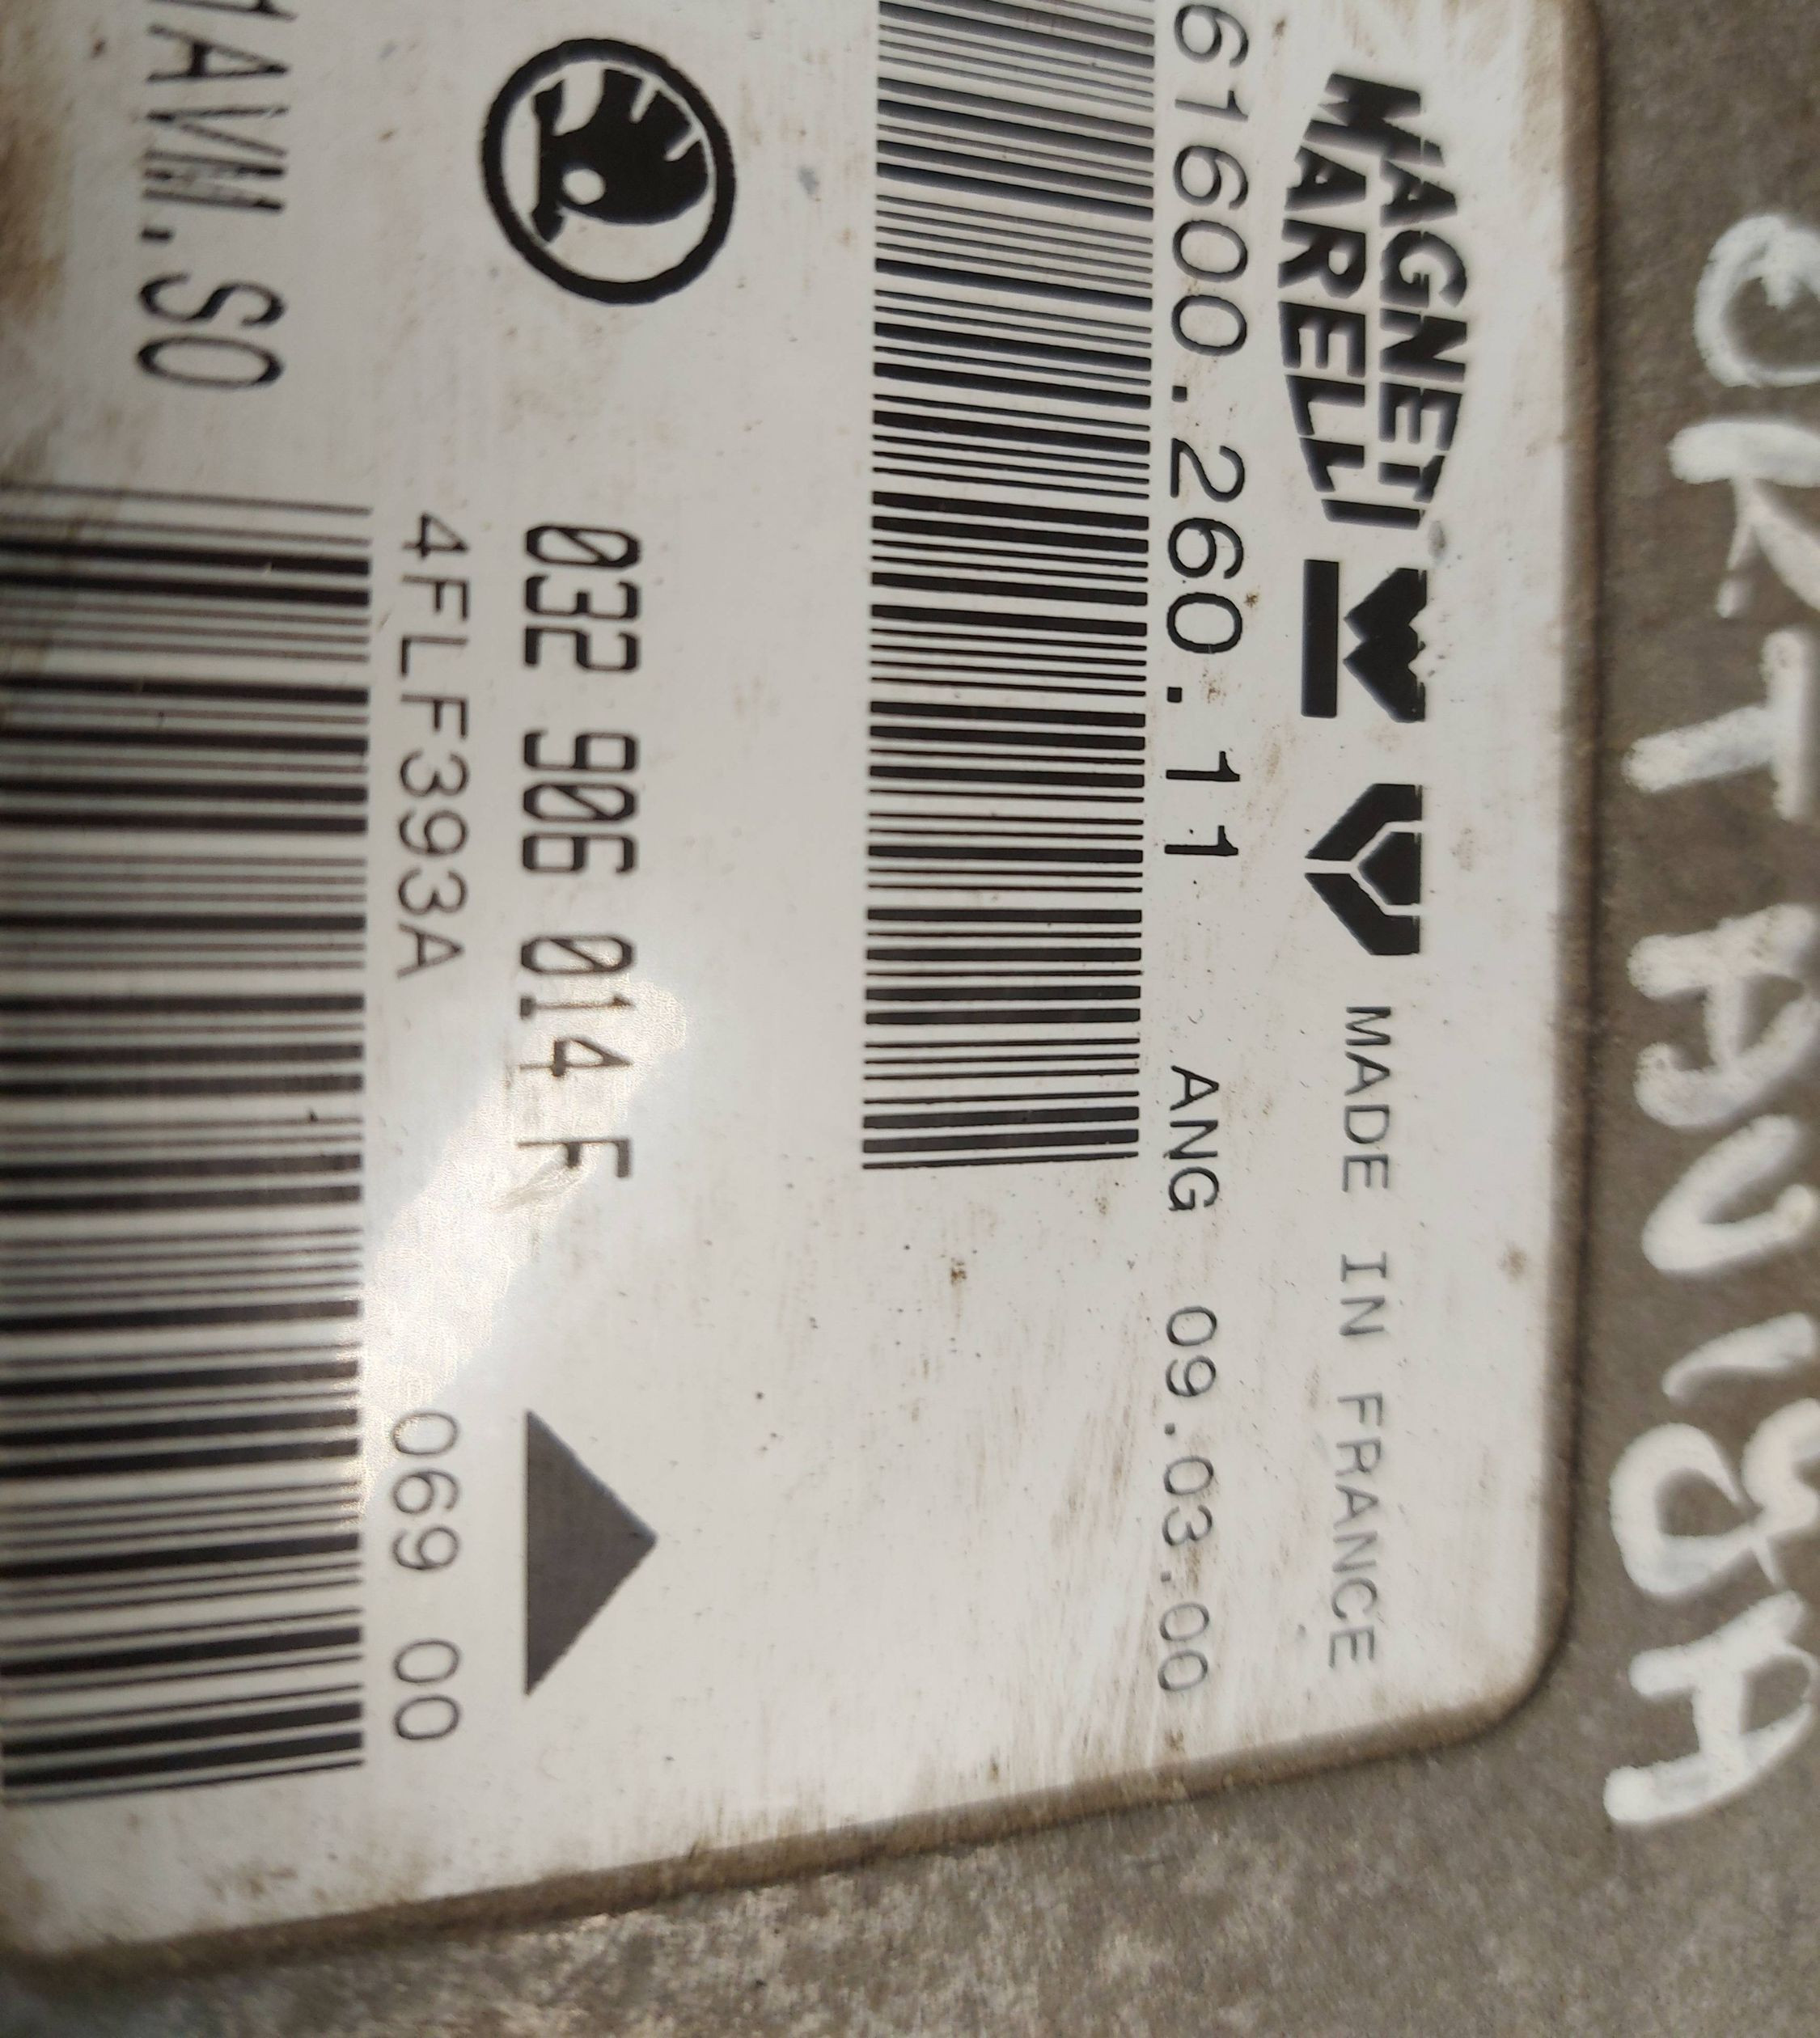 MAGNETI
MARELLI
MADE IN FRANCE
61600.260.11 ANG 09.03.00
032 906 014 F
4FLF393A 069 00
1AVM.SO